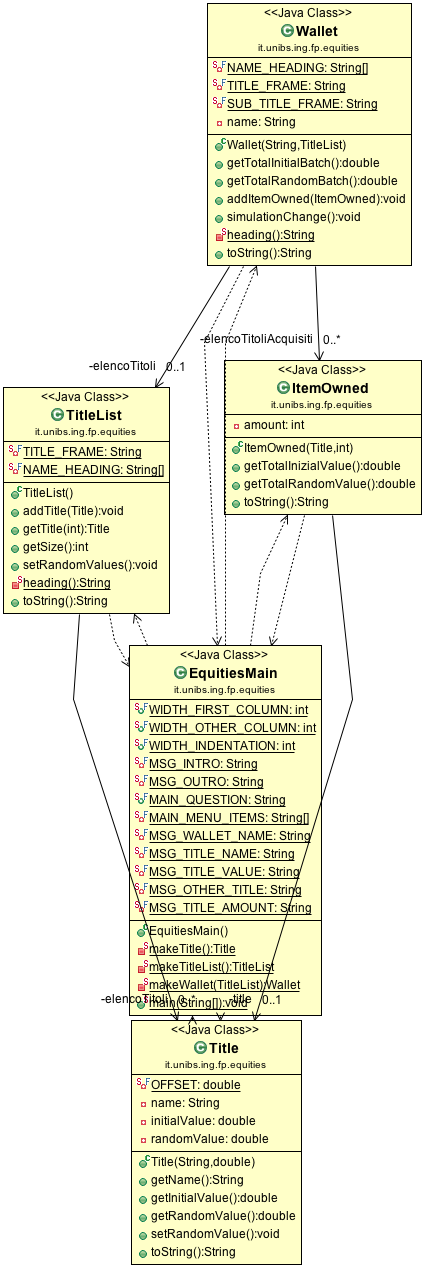 <<Java Class>>
Wallet
it.unibs.ing.fp.equities
NAME_HEADING: String[]
TITLE_FRAME: String
SUB_TITLE_FRAME: String
name: String
Wallet(String,TitleList)
getTotalInitialBatch():double
getTotalRandomBatch():double
addItemOwned(ItemOwned):void
simulationChange():void
heading():String
toString():String
-elencoTitoliAcquisiti 0..*
-elencoTitoli 0..1
<<Java Class>>
ItemOwned
it.unibs.ing.fp.equities
amount: int
ItemOwned(Title,int)
getTotalInizialValue():double
getTotalRandomValue():double
toString():String
<<Java Class>>
TitleList
it.unibs.ing.fp.equities
TITLE_FRAME: String
NAME_HEADING: String[]
TitleList()
addTitle(Title):void
getTitle(int):Title
getSize():int
setRandomValues():void
heading():String
toString():String
<<Java Class>>
EquitiesMain
it.unibs.ing.fp.equities
WIDTH_FIRST_COLUMN: int
WIDTH_OTHER_COLUMN: int
WIDTH_INDENTATION: int
MSG_INTRO: String
MSG_OUTRO: String
MAIN_QUESTION: String
MAIN_MENU_ITEMS: String[]
MSG_WALLET_NAME: String
MSG_TITLE_NAME: String
MSG_TITLE_VALUE: String
MSG_OTHER_TITLE: String
MSG_TITLE_AMOUNT: String
EquitiesMain()
makeTitle():Title
makeTitleList():TitleList
makeWallet(TitleList):Wallet
main(String[]):void
-elencoTitoli 0..* -title 0..1
<<Java Class>>
Title
it.unibs.ing.fp.equities
OFFSET: double
name: String
initialValue: double
randomValue: double
Title(String,double)
getName():String
getInitialValue():double
getRandomValue():double
setRandomValue():void
toString():String